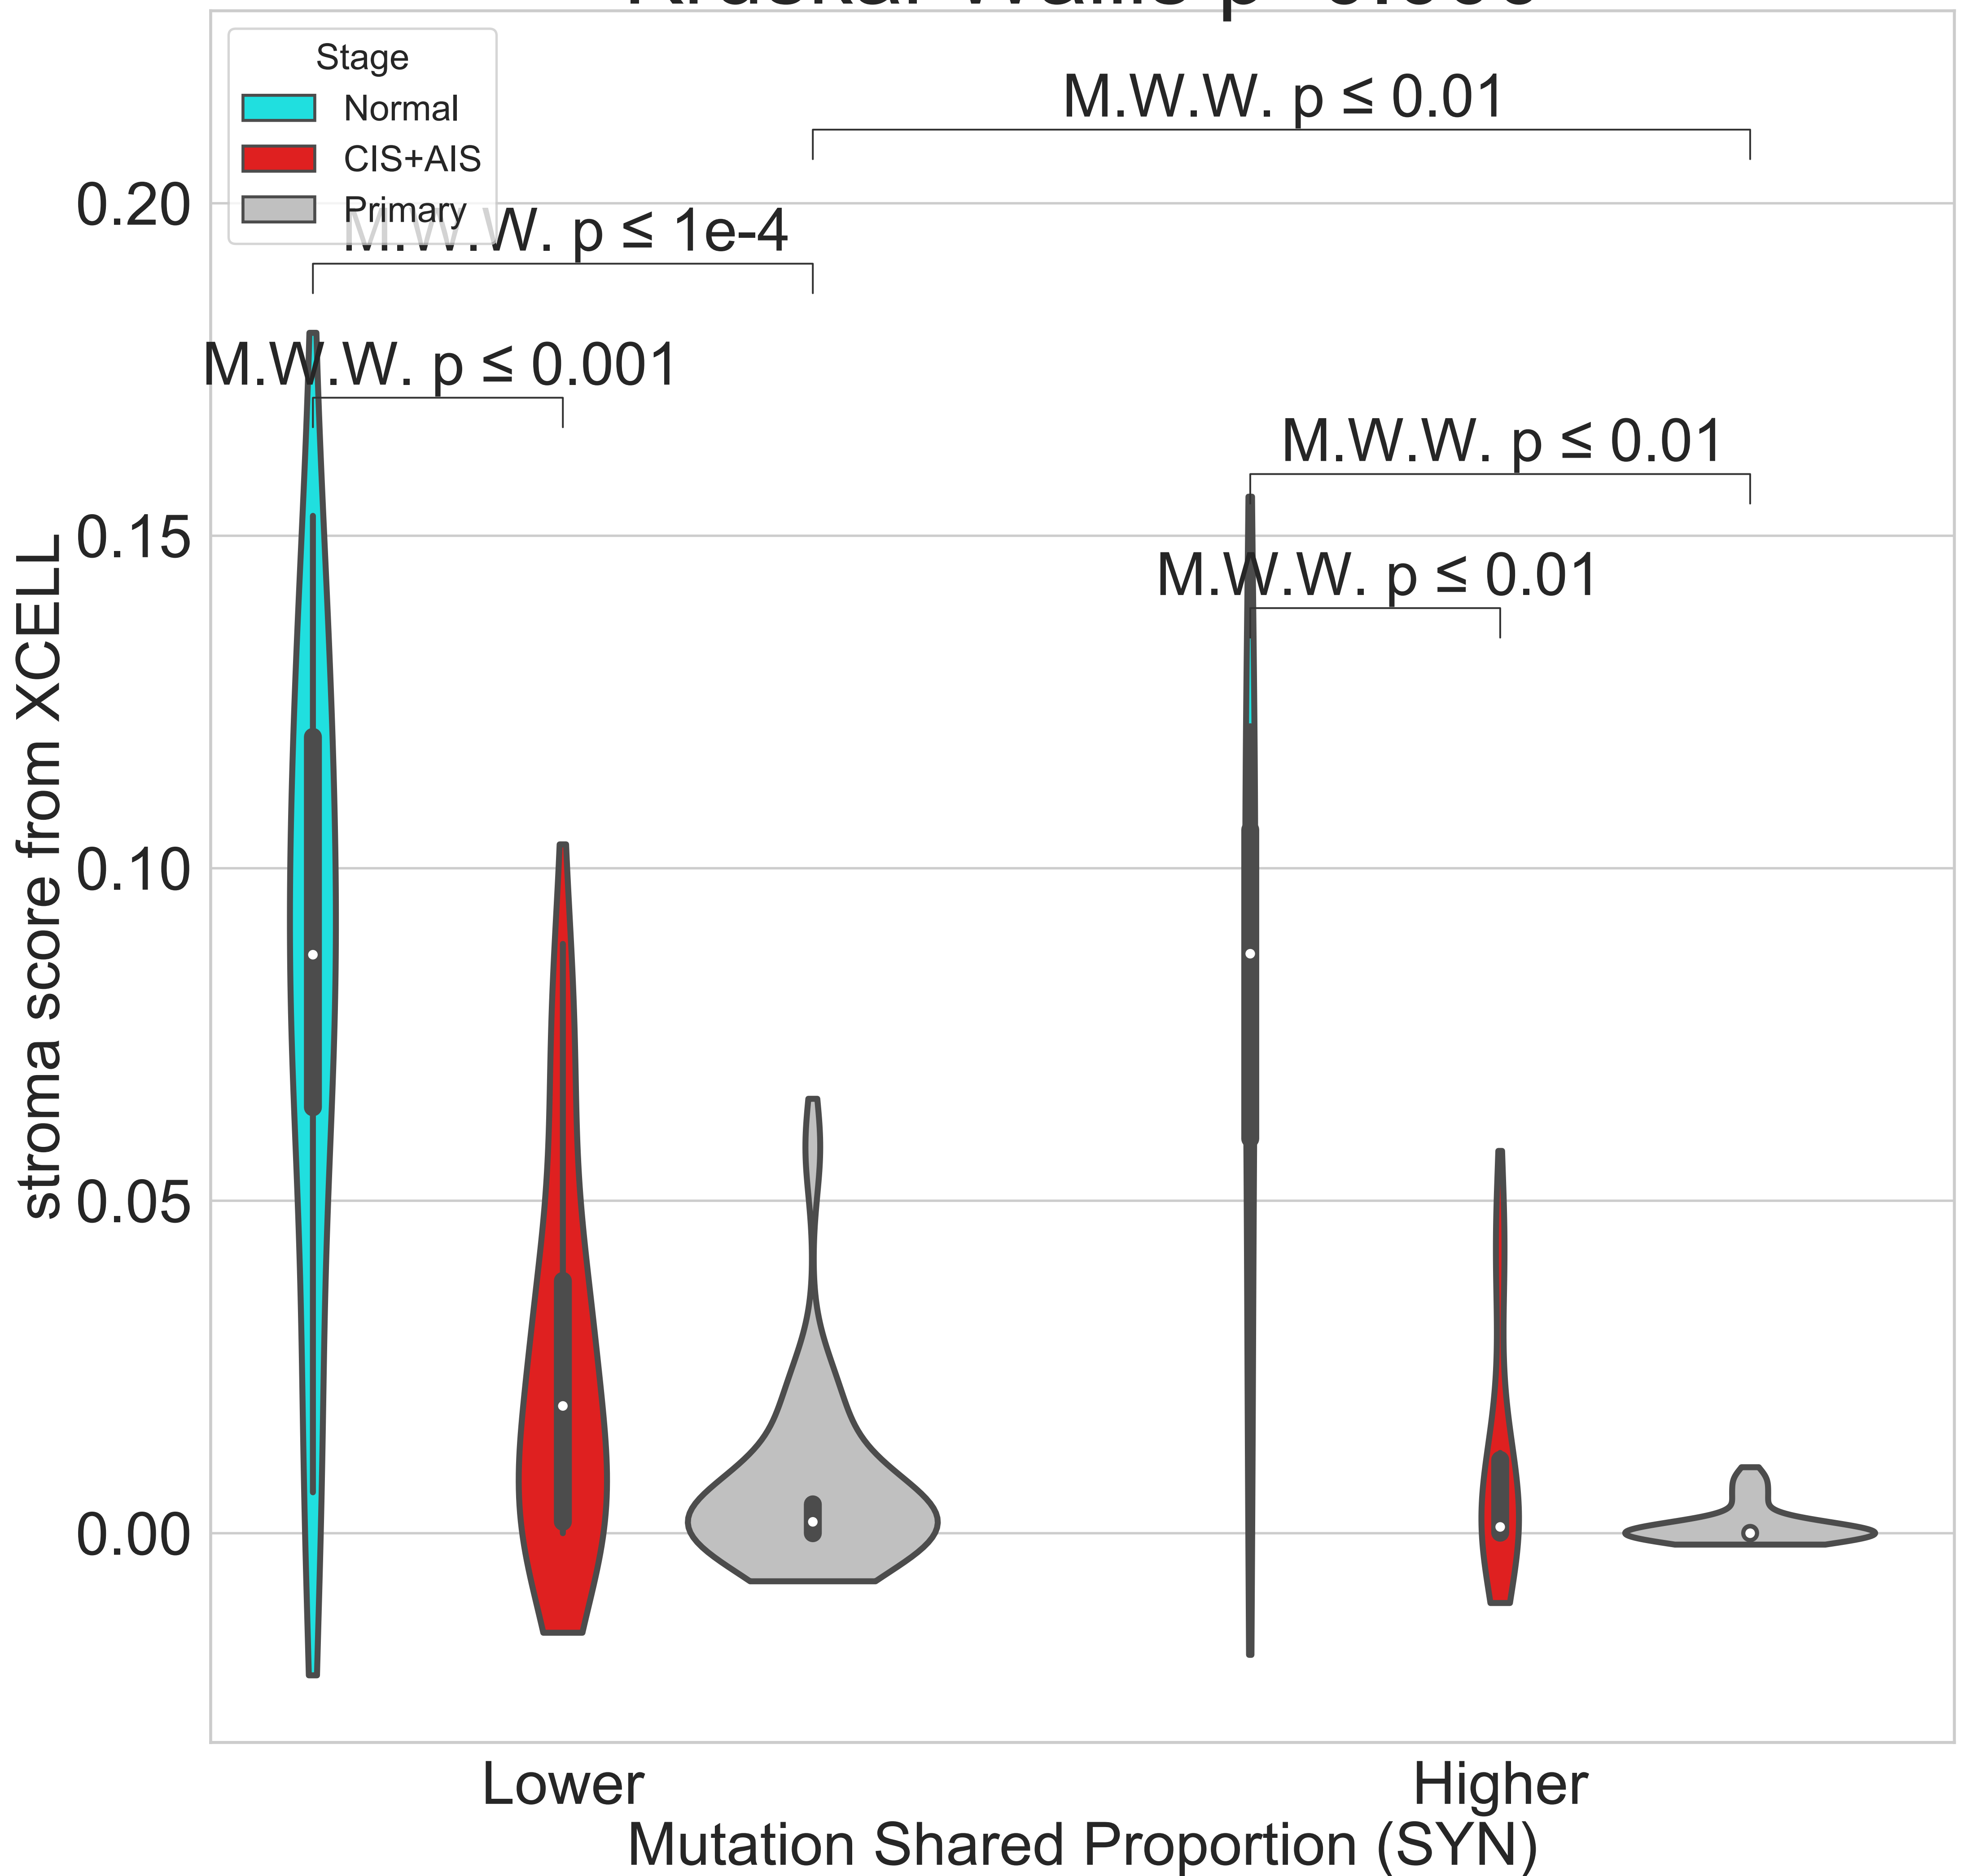 Stage
Normal
CIS+AIS
Primary
M.W.W. p ≤ 0.01
M.W.W. p ≤ 1e-4
M.W.W. p ≤ 0.001
M.W.W. p ≤ 0.01
M.W.W. p ≤ 0.01
stroma score from XCELL
0.20
0.15
0.10
0.05
0.00
Lower
Higher
Mutation Shared Proportion (SYN)